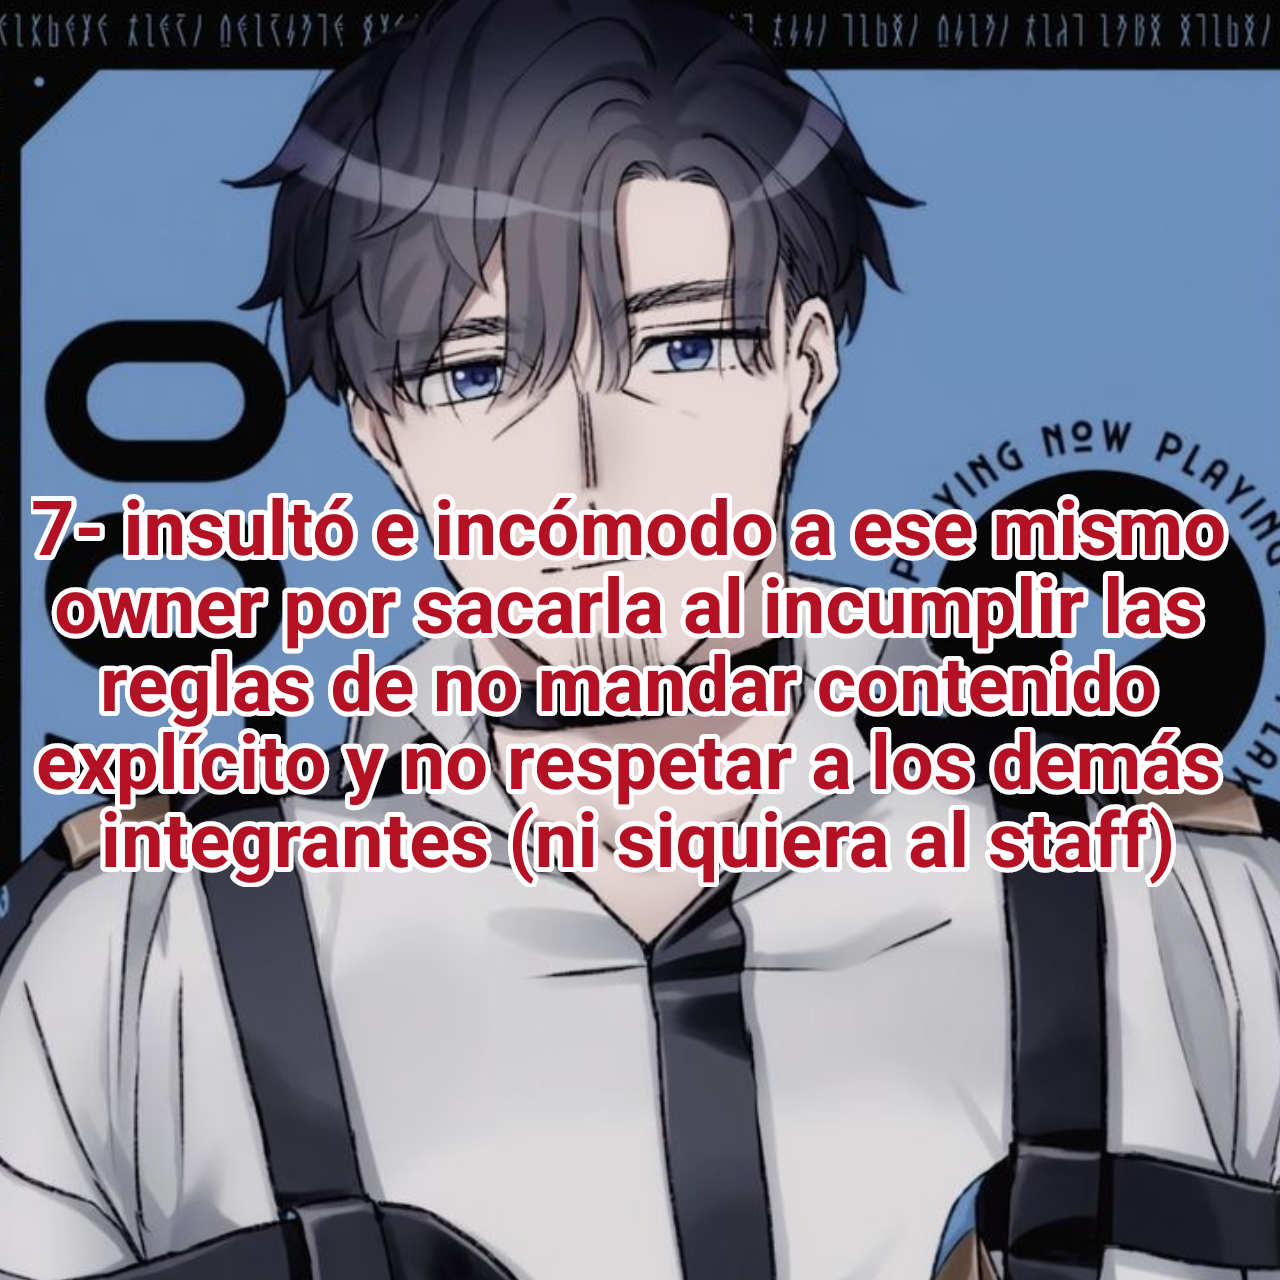 PLAYING NOW PLAYING
7- insultó e incómodo a ese mismo
owner por sacarla al incumplir las
reglas de no mandar contenido
explícito y no respetar a los demás
integrantes (ni siquiera al staff)